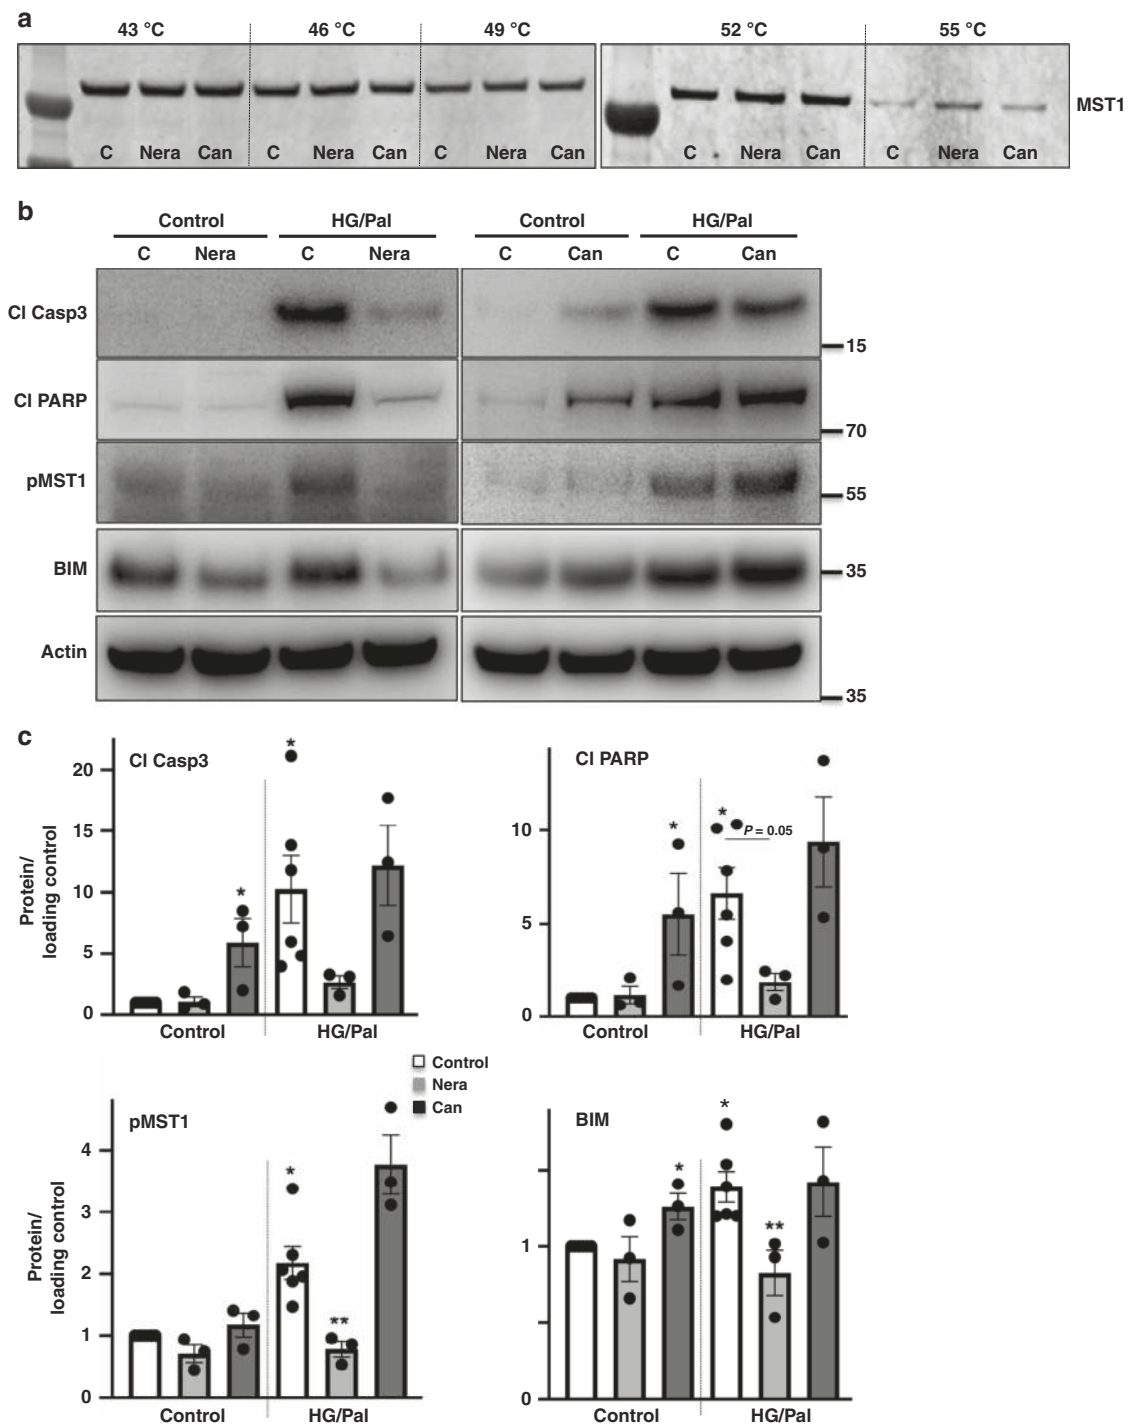 a
43 °C 46 °C 49 °C 52 °C 55 °C
MST1
C Nera Can C Nera Can C Nera Can C Nera Can C Nera Can
b
Control HG/Pal Control HG/Pal
C Nera C Nera C Can C Can
Cl Casp3
15
Cl PARP
70
pMST1
55
BIM
35
Actin
35
c
Cl Casp3
Protein/
loading control
20
15
10
5
0
*
*
Control HG/Pal
Cl PARP
10
5
0
*
*
P = 0.05
Control HG/Pal
Control
Nera
Can
pMST1
Protein/
loading control
4
3
2
1
0
*
**
Control HG/Pal
BIM
1
0
*
*
**
Control HG/Pal